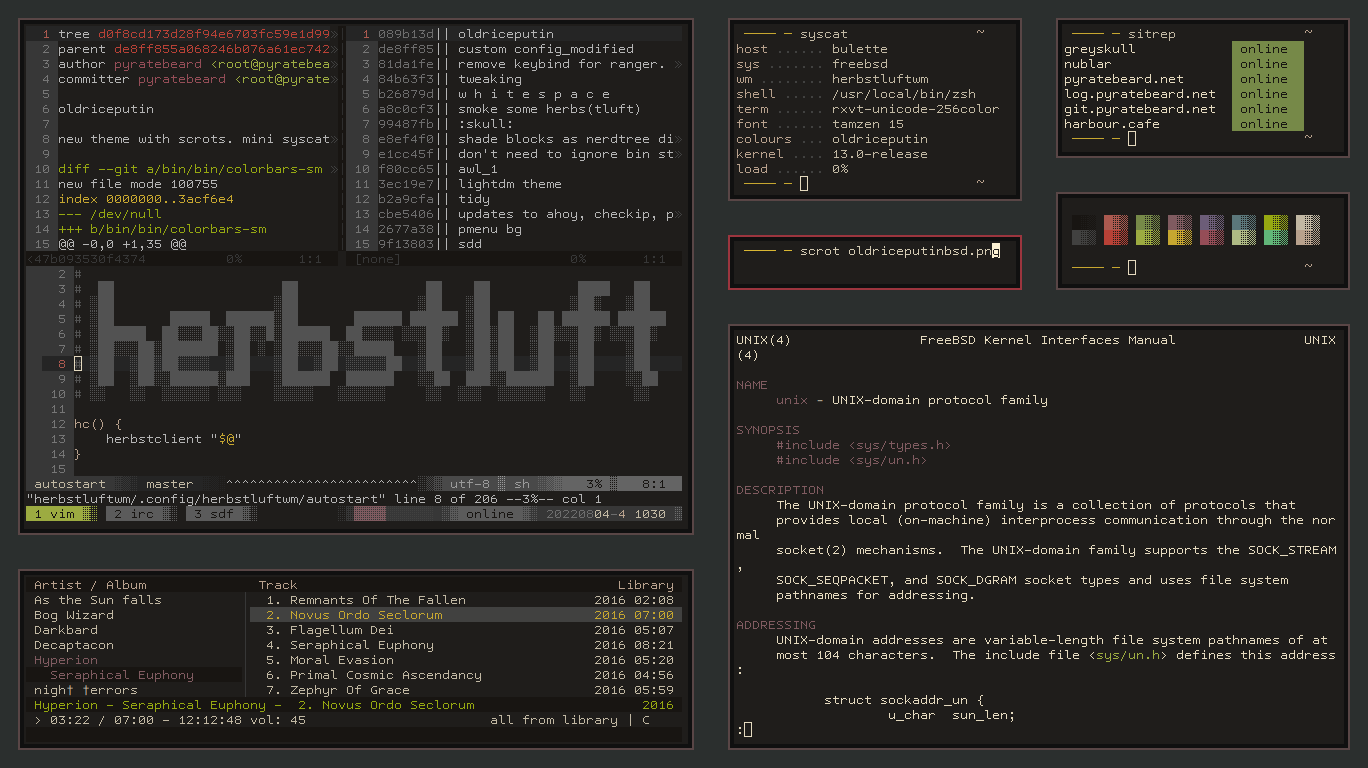 1 tree d0f8cd173d28f94e6703fc59e1d99
2 parent de8ff855a068246b076a61ec742»
3 author pyratebeard <root@pyratebea»
4 committer pyratebeard <root@pyrate»
5
6 oldriceputin
7
8 new theme with scrots. mini syscat»
9
10 diff --git a/bin/bin/colorbars-sm »
11 new file mode 100755
12 index 0000000..3acf6e4
13 --- /dev/null
14 +++ b/bin/bin/colorbars-sm
15 @@ -0,0 +1,35 @@
<47b093530f4374 0% 1:1
1 089b13d|| oldriceputin
2 de8ff85|| custom config_modified
3 81da1fe|| remove keybind for ranger. »
4 84b63f3|| tweaking
5 b26879d|| w h i t e s p a c e
6 a8c0cf3|| smoke some herbs(tluft)
7 99487fb|| :skull:
8 e8ef4f0|| shade blocks as nerdtree di»
9 e1cc45f|| don't need to ignore bin st»
10 f80cc65|| awl_1
11 3ec19e7|| lightdm theme
12 b2a9cfa|| tidy
13 cbe5406|| updates to ahoy, checkip, p»
14 2677a38|| pmenu bg
15 9f13803|| sdd
[none] 0% 1:1
2 #
3 #
4 #
5 #
6 #
7 #
8 #
9 #
10 #
herbstluft
11
12 hc() {
13 herbstclient "$@"
14 }
15
autostart master ^^^^^^^^^^^^^^^^^^^^^^^^ utf-8 sh 3% 8:1
"herbstluftwm/.config/herbstluftwm/autostart" line 8 of 206 --3%-- col 1
1 vim 2 irc 3 sdf online 20220804-4 1030
Artist / Album Track Library
As the Sun falls 1. Remnants Of The Fallen 2016 02:08
Bog Wizard 2. Novus Ordo Seclorum 2016 07:00
Darkbard 3. Flagellum Dei 2016 05:07
Decaptacon 4. Seraphical Euphony 2016 08:21
Hyperion 5. Moral Evasion 2016 05:20
Seraphical Euphony 6. Primal Cosmic Ascendancy 2016 04:56
nigh† †errors 7. Zephyr Of Grace 2016 05:59
Hyperion - Seraphical Euphony - 2. Novus Ordo Seclorum 2016
> 03:22 / 07:00 - 12:12:48 vol: 45 all from library | C
──── ─ syscat ~
host ...... bulette
sys ....... freebsd
wm ........ herbstluftwm
shell ..... /usr/local/bin/zsh
term ...... rxvt-unicode-256color
font ...... tamzen 15
colours ... oldriceputin
kernel .... 13.0-release
load ...... 0%
──── ─ ~
──── ─ sitrep ~
greyskull online
nublar online
pyratebeard.net online
log.pyratebeard.net online
git.pyratebeard.net online
harbour.cafe online
──── ─ ~
──── ─ scrot oldriceputinbsd.png
──── ─ ~
UNIX(4) FreeBSD Kernel Interfaces Manual UNIX
(4)
NAME
unix - UNIX-domain protocol family
SYNOPSIS
#include <sys/types.h>
#include <sys/un.h>
DESCRIPTION
The UNIX-domain protocol family is a collection of protocols that
provides local (on-machine) interprocess communication through the nor
mal
socket(2) mechanisms. The UNIX-domain family supports the SOCK_STREAM
,
SOCK_SEQPACKET, and SOCK_DGRAM socket types and uses file system
pathnames for addressing.
ADDRESSING
UNIX-domain addresses are variable-length file system pathnames of at
most 104 characters. The include file <sys/un.h> defines this address
:
struct sockaddr_un {
u_char sun_len;
: